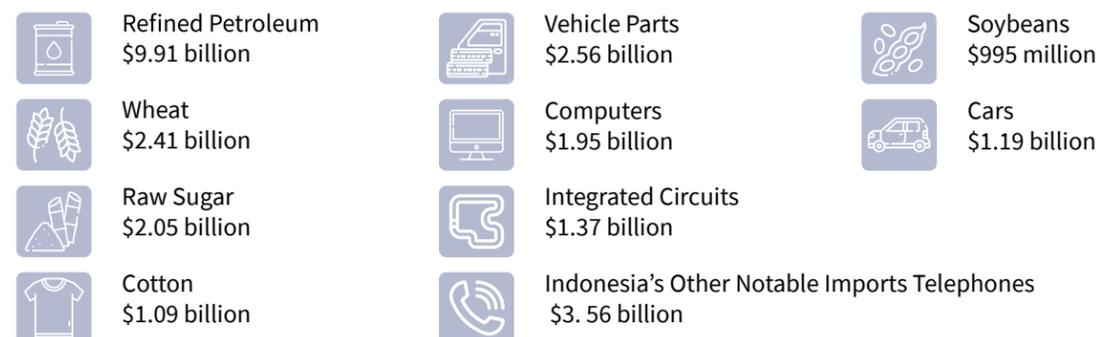 Refined Petroleum
$9.91 billion
Wheat
$2.41 billion
Raw Sugar
$2.05 billion
Cotton
$1.09 billion
Vehicle Parts
$2.56 billion
Computers
$1.95 billion
Integrated Circuits
$1.37 billion
Indonesia’s Other Notable Imports Telephones
$3. 56 billion
Soybeans
$995 million
Cars
$1.19 billion